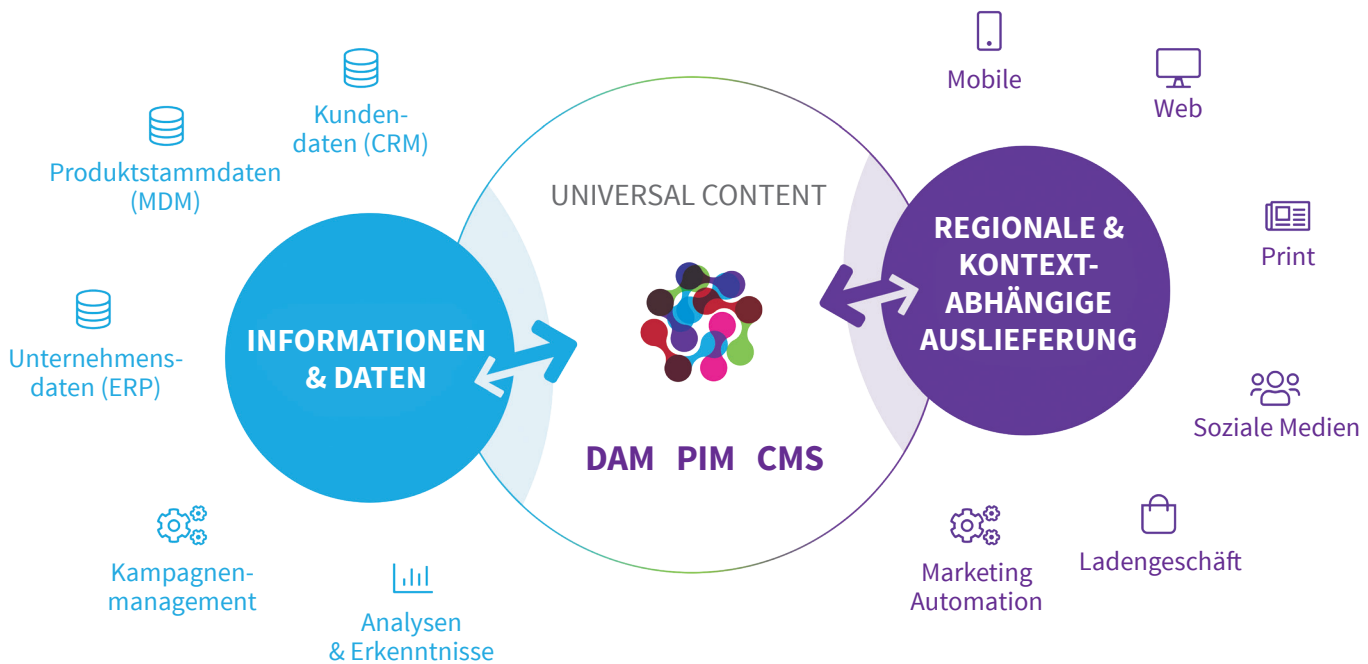 Kunden-
daten (CRM)
Produktstammdaten
(MDM)
Unternehmens-
daten (ERP)
Kampagnen-
management
Analysen
& Erkenntnisse
INFORMATIONEN
& DATEN
UNIVERSAL CONTENT
DAM PIM CMS
REGIONALE &
KONTEXT-
ABHÄNGIGE
AUSLIEFERUNG
Mobile
Web
Print
Soziale Medien
Ladengeschäft
Marketing
Automation